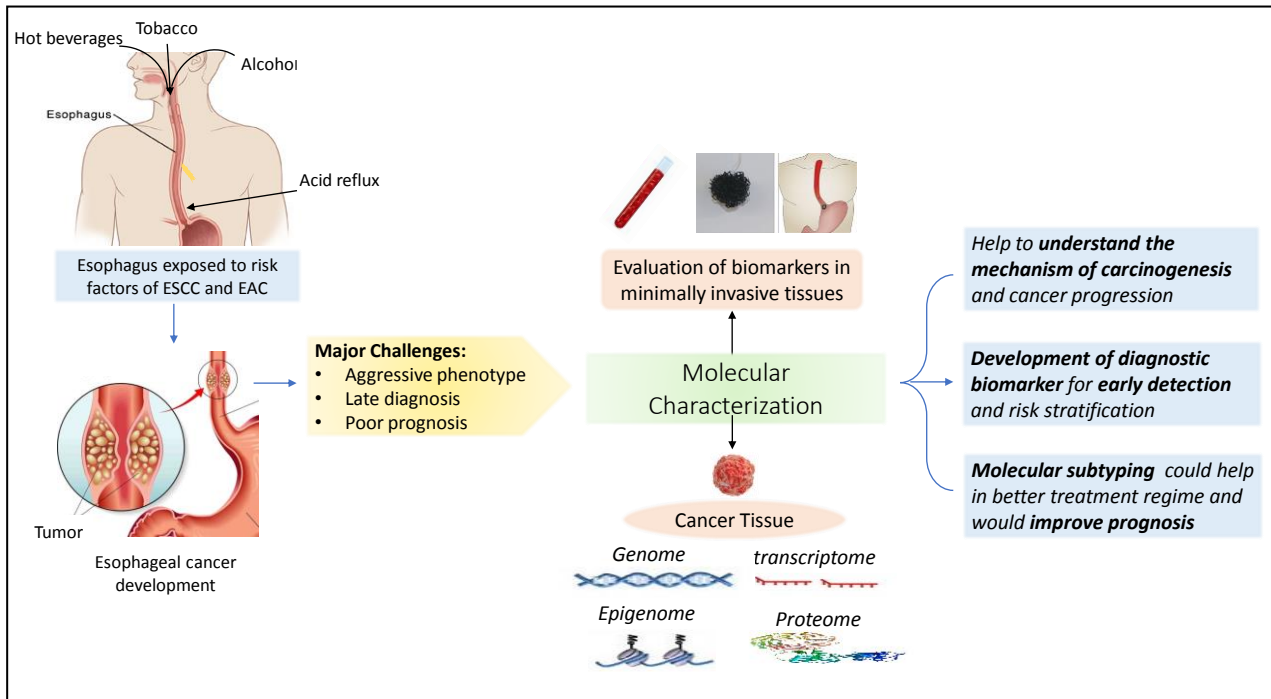 Tobacco
Hot beverages
Alcohol
Esophagus
Acid reflux
Esophagus exposed to risk
factors of ESCC and EAC
Tumor
Esophageal cancer
development
Major Challenges:
• Aggressive phenotype
• Late diagnosis
• Poor prognosis
Evaluation of biomarkers in
minimally invasive tissues
Molecular
Characterization
Cancer Tissue
Genome
transcriptome
Epigenome
Proteome
Help to understand the
mechanism of carcinogenesis
and cancer progression
Development of diagnostic
biomarker for early detection
and risk stratification
Molecular subtyping could help
in better treatment regime and
would improve prognosis